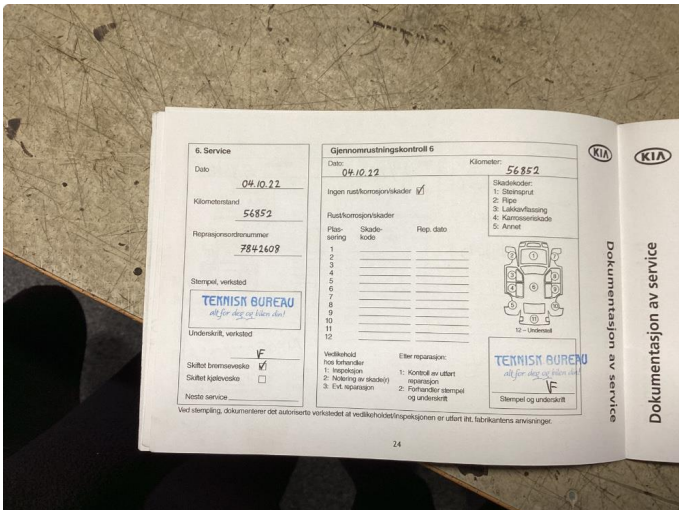 6. Service
Dato
04.10.22
Kilometerstand
56852
Reprasjonsordrenummer
7842608
Stempel, verksted
TEKNISK BUREAU
alt for deg og bilen din!
Underskrift, verksted
VF
Skiftet bremseveske ☑
Skiftet kjøleveske ☐
Neste service
Gjennomrustningskontroll 6
Dato:
04.10.22
Kilometer:
56852
Ingen rust/korrosjon/skader ☑
Rust/korrosjon/skader
Plas-
sering
Skade-
kode
Rep. dato
1
2
3
4
5
6
7
8
9
10
11
12
Skadekoder:
1: Steinsprut
2: Ripe
3: Lakkavflassing
4: Karrosseriskade
5: Annet
12 – Understell
Vedlikehold
hos forhandler
1: Inspeksjon
2: Notering av skade(r)
3: Evt. reparasjon
Etter reparasjon:
1: Kontroll av utført
reparasjon
2: Forhandler stempel
og underskrift
TEKNISK BUREAU
alt for deg og bilen din!
VF
Stempel og underskrift
Ved stempling, dokumenterer det autoriserte verkstedet at vedlikeholdet/inspeksjonen er utført iht. fabrikantens anvisninger.
24
KIA
Dokumentasjon av service
KIA
Dokumentasjon av service